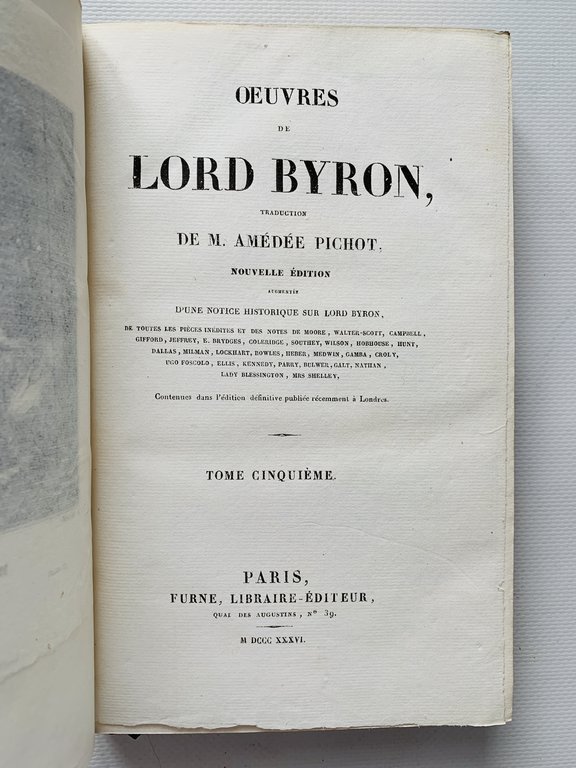 OEUVRES
DE
LORD BYRON,
TRADUCTION
DE M. AMÉDÉE PICHOT,
NOUVELLE ÉDITION
AUGMENTÉE
D'UNE NOTICE HISTORIQUE SUR LORD BYRON,
DE TOUTES LES PIÈCES INÉDITES ET DES NOTES DE MOORE, WALTER-SCOTT, CAMPBELL,
GIFFORD, JEFFREY, E. BRYDGES, COLERIDGE, SOUTHEY, WILSON, HOBHOUSE, HUNT,
DALLAS, MILMAN, LOCKHART, BOWLES, HEBER, MEDWIN, GAMBA, CROLY,
UGO FOSCOLO, ELLIS, KENNEDY, PARRY, BULWER, GALT, NATHAN,
LADY BLESSINGTON, MRS SHELLEY,
Contenues dans l'édition définitive publiée récemment à Londres.
TOME CINQUIÈME.
PARIS,
FURNE, LIBRAIRE-ÉDITEUR,
QUAI DES AUGUSTINS, N° 39.
M DCCC XXXVI.